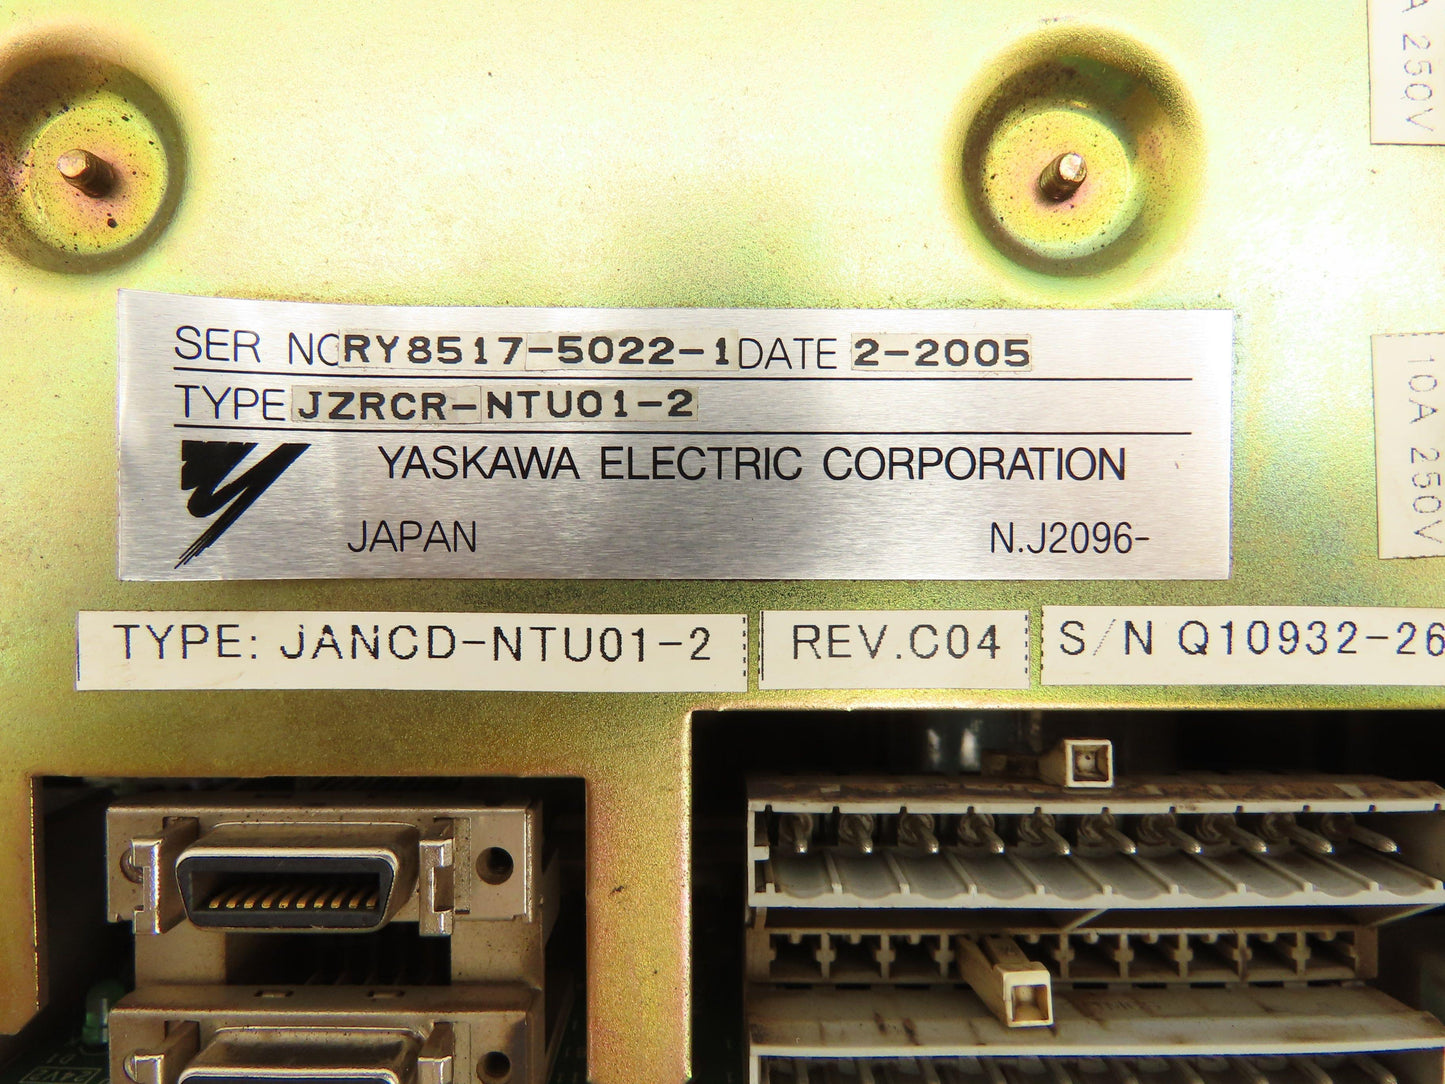 A 250V
SER NO RY8517-5022-1 DATE 2-2005
TYPE JZRCR-NTU01-2
YASKAWA ELECTRIC CORPORATION
JAPAN N.J2096-
10A 250V
TYPE: JANCD-NTU01-2 REV.C04 S/N Q10932-26